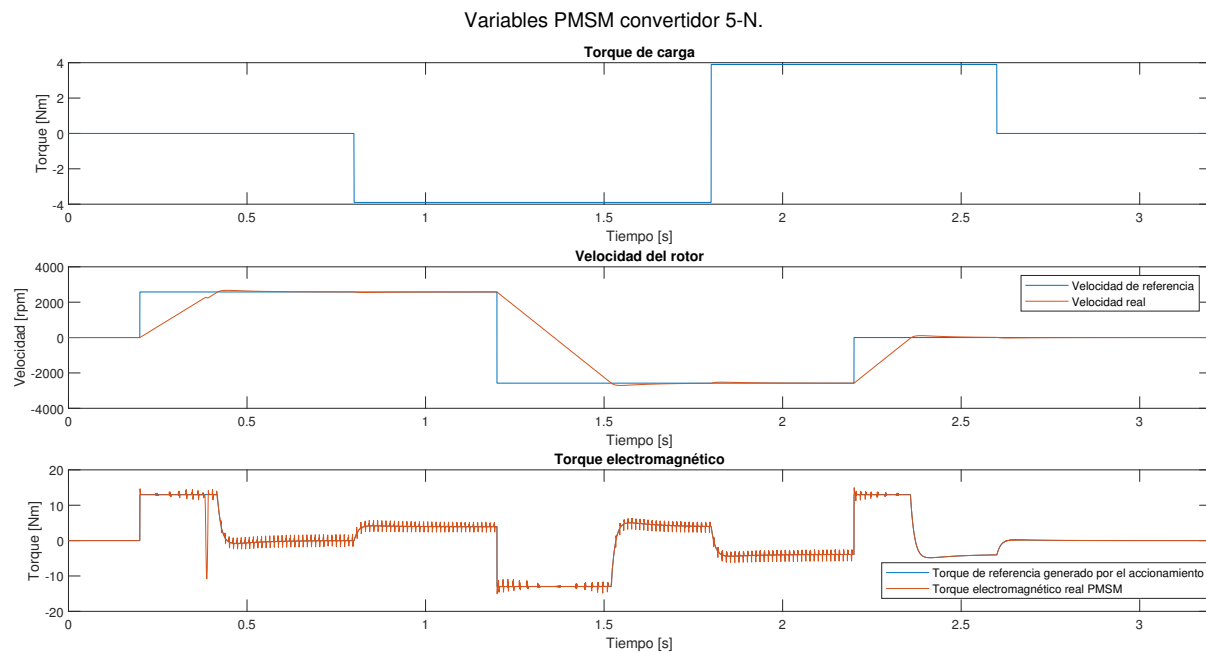 Variables PMSM convertidor 5-N.
Torque de carga
Torque [Nm]
4
2
0
-2
-4
0 0.5 1 1.5 2 2.5 3
Tiempo [s]
Velocidad del rotor
Velocidad [rpm]
4000
2000
0
-2000
-4000
Velocidad de referencia
Velocidad real
0 0.5 1 1.5 2 2.5 3
Tiempo [s]
Torque electromagnético
Torque [Nm]
20
10
0
-10
-20
Torque de referencia generado por el accionamiento
Torque electromagnético real PMSM
0 0.5 1 1.5 2 2.5 3
Tiempo [s]